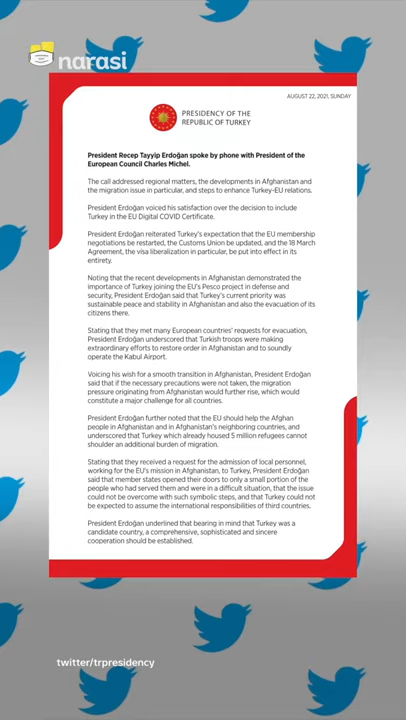 narasi
AUGUST 22, 2021, SUNDAY
PRESIDENCY OF THE
REPUBLIC OF TURKEY
President Recep Tayyip Erdoğan spoke by phone with President of the
European Council Charles Michel.
The call addressed regional matters, the developments in Afghanistan and
the migration issue in particular, and steps to enhance Turkey-EU relations.
President Erdoğan voiced his satisfaction over the decision to include
Turkey in the EU Digital COVID Certificate.
President Erdoğan reiterated Turkey's expectation that the EU membership
negotiations be restarted, the Customs Union be updated, and the 18 March
Agreement, the visa liberalization in particular, be put into effect in its
entirety.
Noting that the recent developments in Afghanistan demonstrated the
importance of Turkey joining the EU's Pesco project in defense and
security, President Erdoğan said that Turkey's current priority was
sustainable peace and stability in Afghanistan and also the evacuation of its
citizens there.
Stating that they met many European countries' requests for evacuation,
President Erdoğan underscored that Turkish troops were making
extraordinary efforts to restore order in Afghanistan and to soundly
operate the Kabul Airport.
Voicing his wish for a smooth transition in Afghanistan, President Erdoğan
said that if the necessary precautions were not taken, the migration
pressure originating from Afghanistan would further rise, which would
constitute a major challenge for all countries.
President Erdoğan further noted that the EU should help the Afghan
people in Afghanistan and in Afghanistan's neighboring countries, and
underscored that Turkey which already housed 5 million refugees cannot
shoulder an additional burden of migration.
Stating that they received a request for the admission of local personnel,
working for the EU's mission in Afghanistan, to Turkey, President Erdoğan
said that member states opened their doors to only a small portion of the
people who had served them and were in a difficult situation, that the issue
could not be overcome with such symbolic steps, and that Turkey could not
be expected to assume the international responsibilities of third countries.
President Erdoğan underlined that bearing in mind that Turkey was a
candidate country, a comprehensive, sophisticated and sincere
cooperation should be established.
twitter/trpresidency